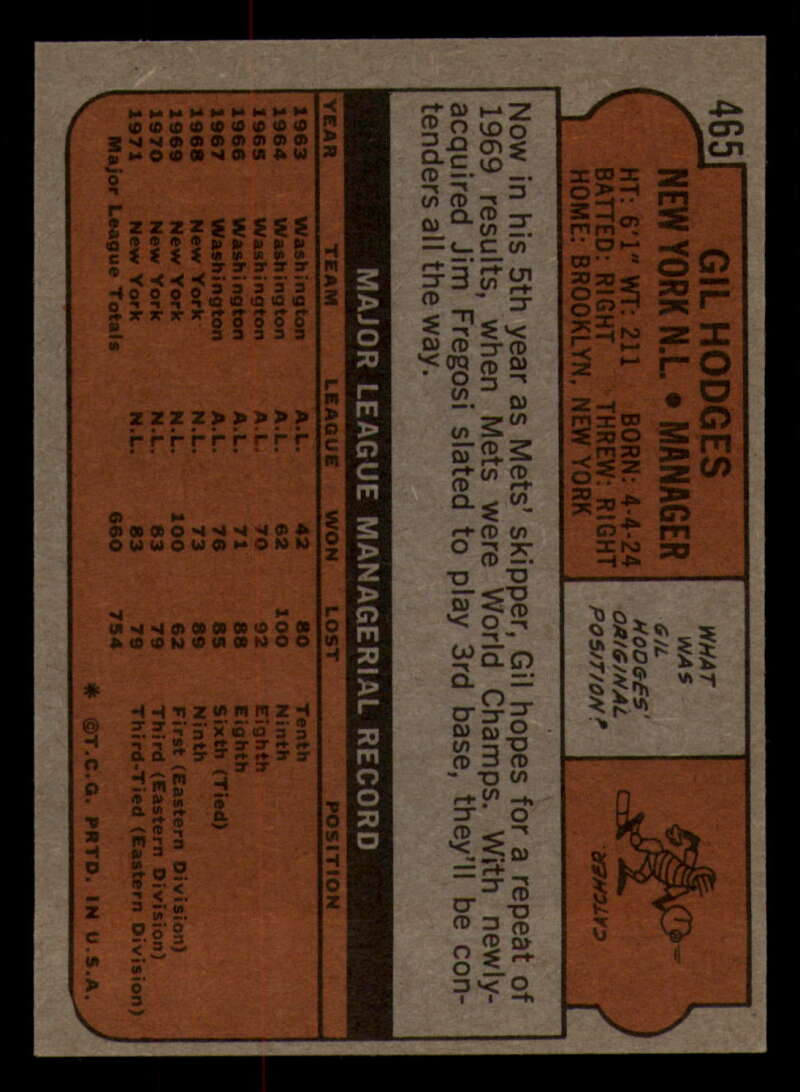 465
GIL HODGES
NEW YORK N.L. • MANAGER
HT: 6'1" WT: 211 BORN: 4-4-24
BATTED: RIGHT THREW: RIGHT
HOME: BROOKLYN, NEW YORK
WHAT
WAS
GIL
HODGES'
ORIGINAL
POSITION?
CATCHER.
Now in his 5th year as Mets' skipper, Gil hopes for a repeat of
1969 results, when Mets were World Champs. With newly-
acquired Jim Fregosi slated to play 3rd base, they'll be con-
tenders all the way.
MAJOR LEAGUE MANAGERIAL RECORD
YEAR TEAM LEAGUE WON LOST POSITION
1963 Washington A.L. 42 80 Tenth
1964 Washington A.L. 62 100 Ninth
1965 Washington A.L. 70 92 Eighth
1966 Washington A.L. 71 88 Eighth
1967 Washington A.L. 76 85 Sixth (Tied)
1968 New York N.L. 73 89 Ninth
1969 New York N.L. 100 62 First (Eastern Division)
1970 New York N.L. 83 79 Third (Eastern Division)
1971 New York N.L. 83 79 Third-Tied (Eastern Division)
Major League Totals 660 754
* ©T.C.G. PRTD. IN U.S.A.